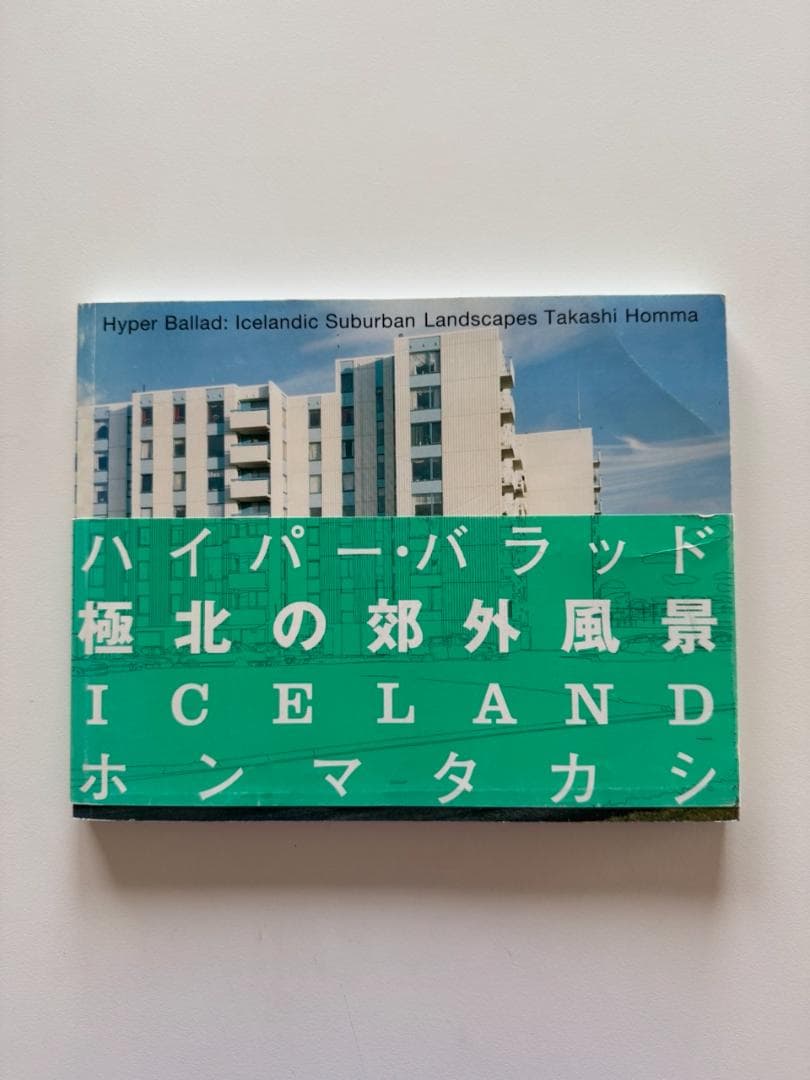 Hyper Ballad: Icelandic Suburban Landscapes Takashi Homma
ハイパー・バラッド
極北の郊外風景
ICELAND
ホンマタカシ